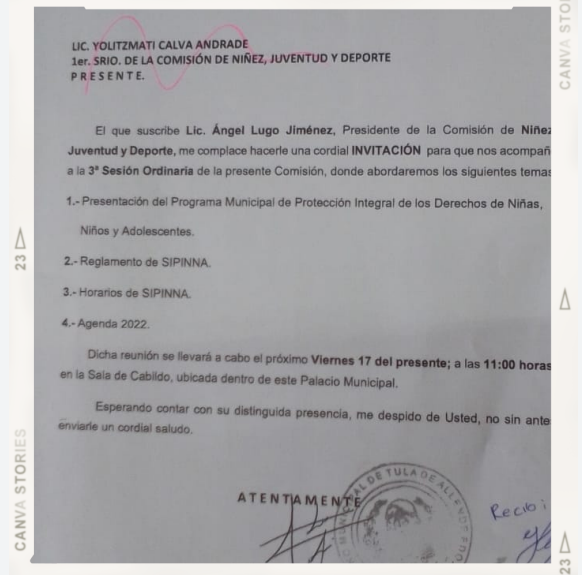 LIC. YOLITZMATI CALVA ANDRADE
1er. SRIO. DE LA COMISIÓN DE NIÑEZ, JUVENTUD Y DEPORTE
P R E S E N T E.
El que suscribe Lic. Ángel Lugo Jiménez, Presidente de la Comisión de Niñez
Juventud y Deporte, me complace hacerle una cordial INVITACIÓN para que nos acompañ
a la 3ª Sesión Ordinaria de la presente Comisión, donde abordaremos los siguientes temas
1.- Presentación del Programa Municipal de Protección Integral de los Derechos de Niñas,
Niños y Adolescentes.
2.- Reglamento de SIPINNA.
3.- Horarios de SIPINNA.
4.- Agenda 2022.
Dicha reunión se llevará a cabo el próximo Viernes 17 del presente; a las 11:00 horas
en la Sala de Cabildo, ubicada dentro de este Palacio Municipal.
Esperando contar con su distinguida presencia, me despido de Usted, no sin ante
enviarle un cordial saludo.
A T E N T A M E N T E
DE TULA DE ALLENDE
Recibi
CANVA STORIES
23
CANVA STO
23